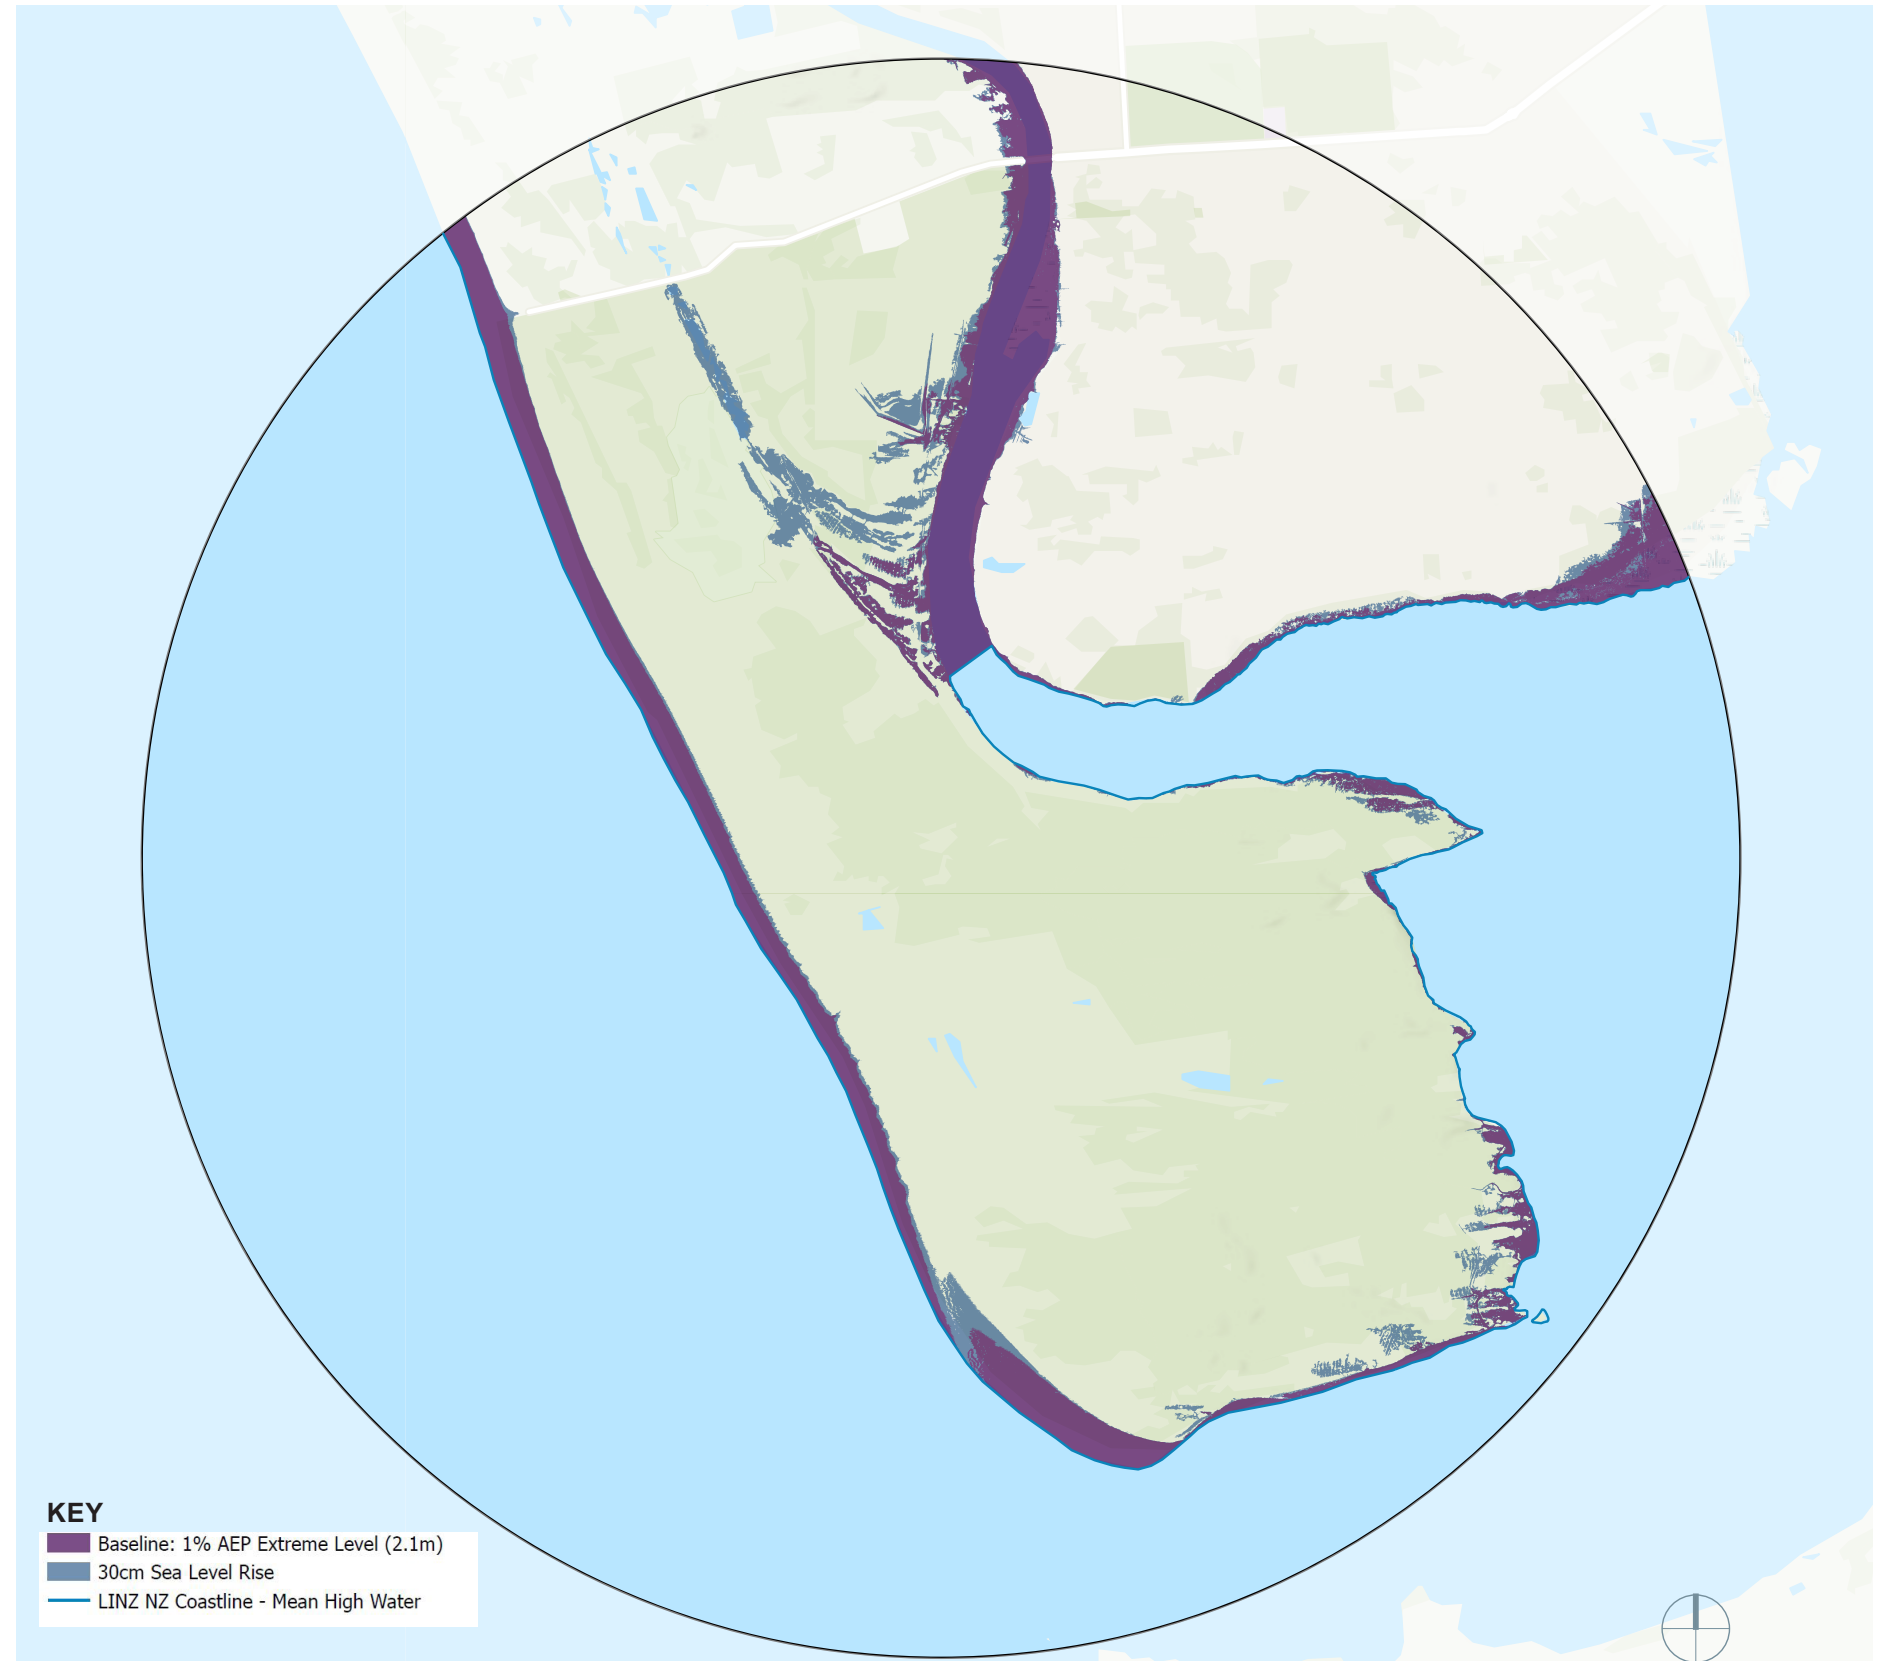 KEY
Baseline: 1% AEP Extreme Level (2.1m)
30cm Sea Level Rise
LINZ NZ Coastline - Mean High Water